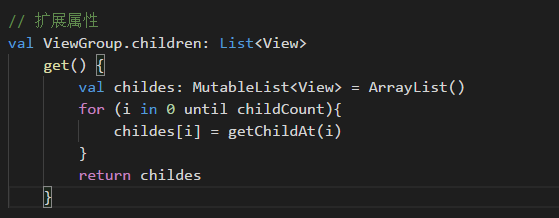 // 扩展属性
val ViewGroup.children: List<View>
    get() {
        val childes: MutableList<View> = ArrayList()
        for (i in 0 until childCount){
            childes[i] = getChildAt(i)
        }
        return childes
    }